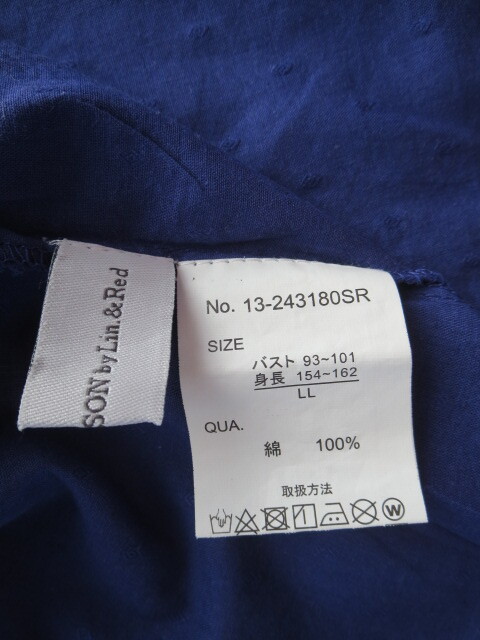 SON by Lin.&Red
No. 13-243180SR
SIZE
バスト 93~101
身長 154~162
LL
QUA.
綿 100%
取扱方法
W